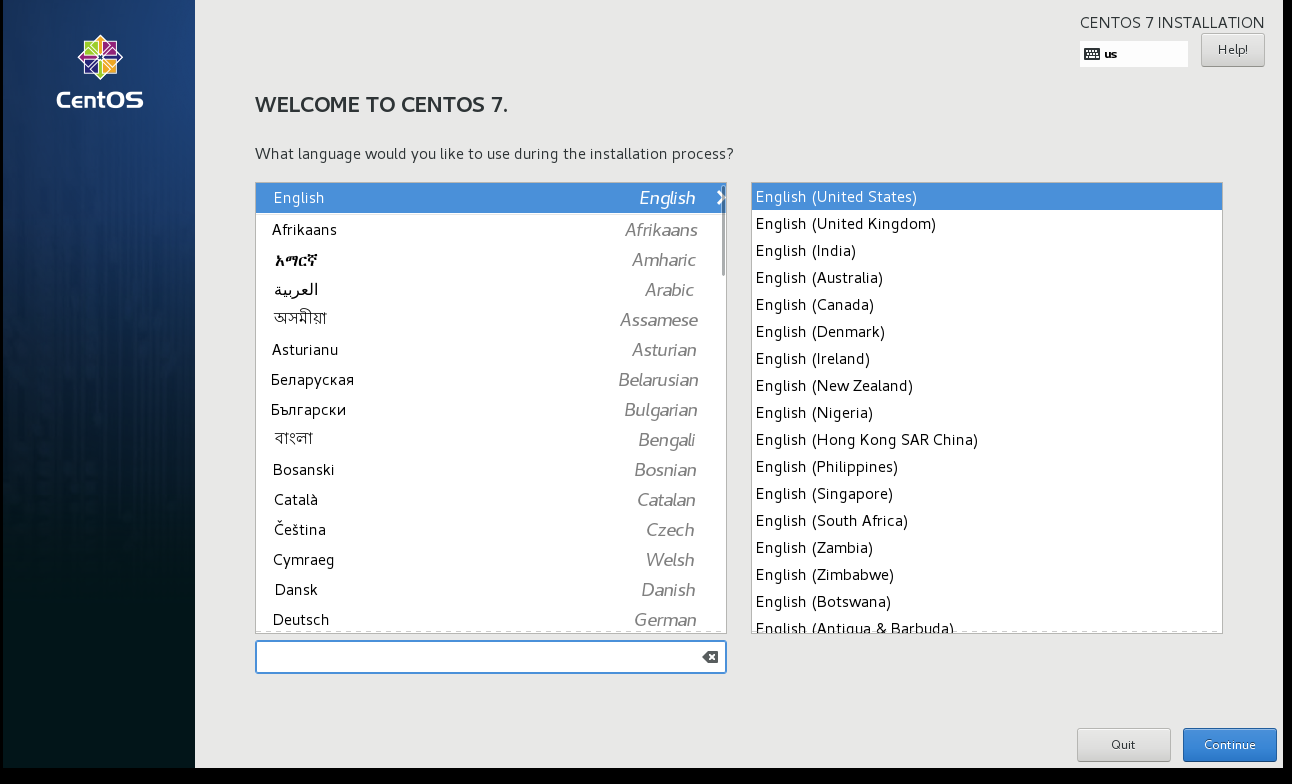 CentOS
CENTOS 7 INSTALLATION
us
Help!
WELCOME TO CENTOS 7.
What language would you like to use during the installation process?
English English
Afrikaans Afrikaans
አማርኛ Amharic
العربية Arabic
অসমীয়া Assamese
Asturianu Asturian
Беларуская Belarusian
Български Bulgarian
বাংলা Bengali
Bosanski Bosnian
Català Catalan
Čeština Czech
Cymraeg Welsh
Dansk Danish
Deutsch German
English (United States)
English (United Kingdom)
English (India)
English (Australia)
English (Canada)
English (Denmark)
English (Ireland)
English (New Zealand)
English (Nigeria)
English (Hong Kong SAR China)
English (Philippines)
English (Singapore)
English (South Africa)
English (Zambia)
English (Zimbabwe)
English (Botswana)
English (Antigua & Barbuda)
Quit
Continue